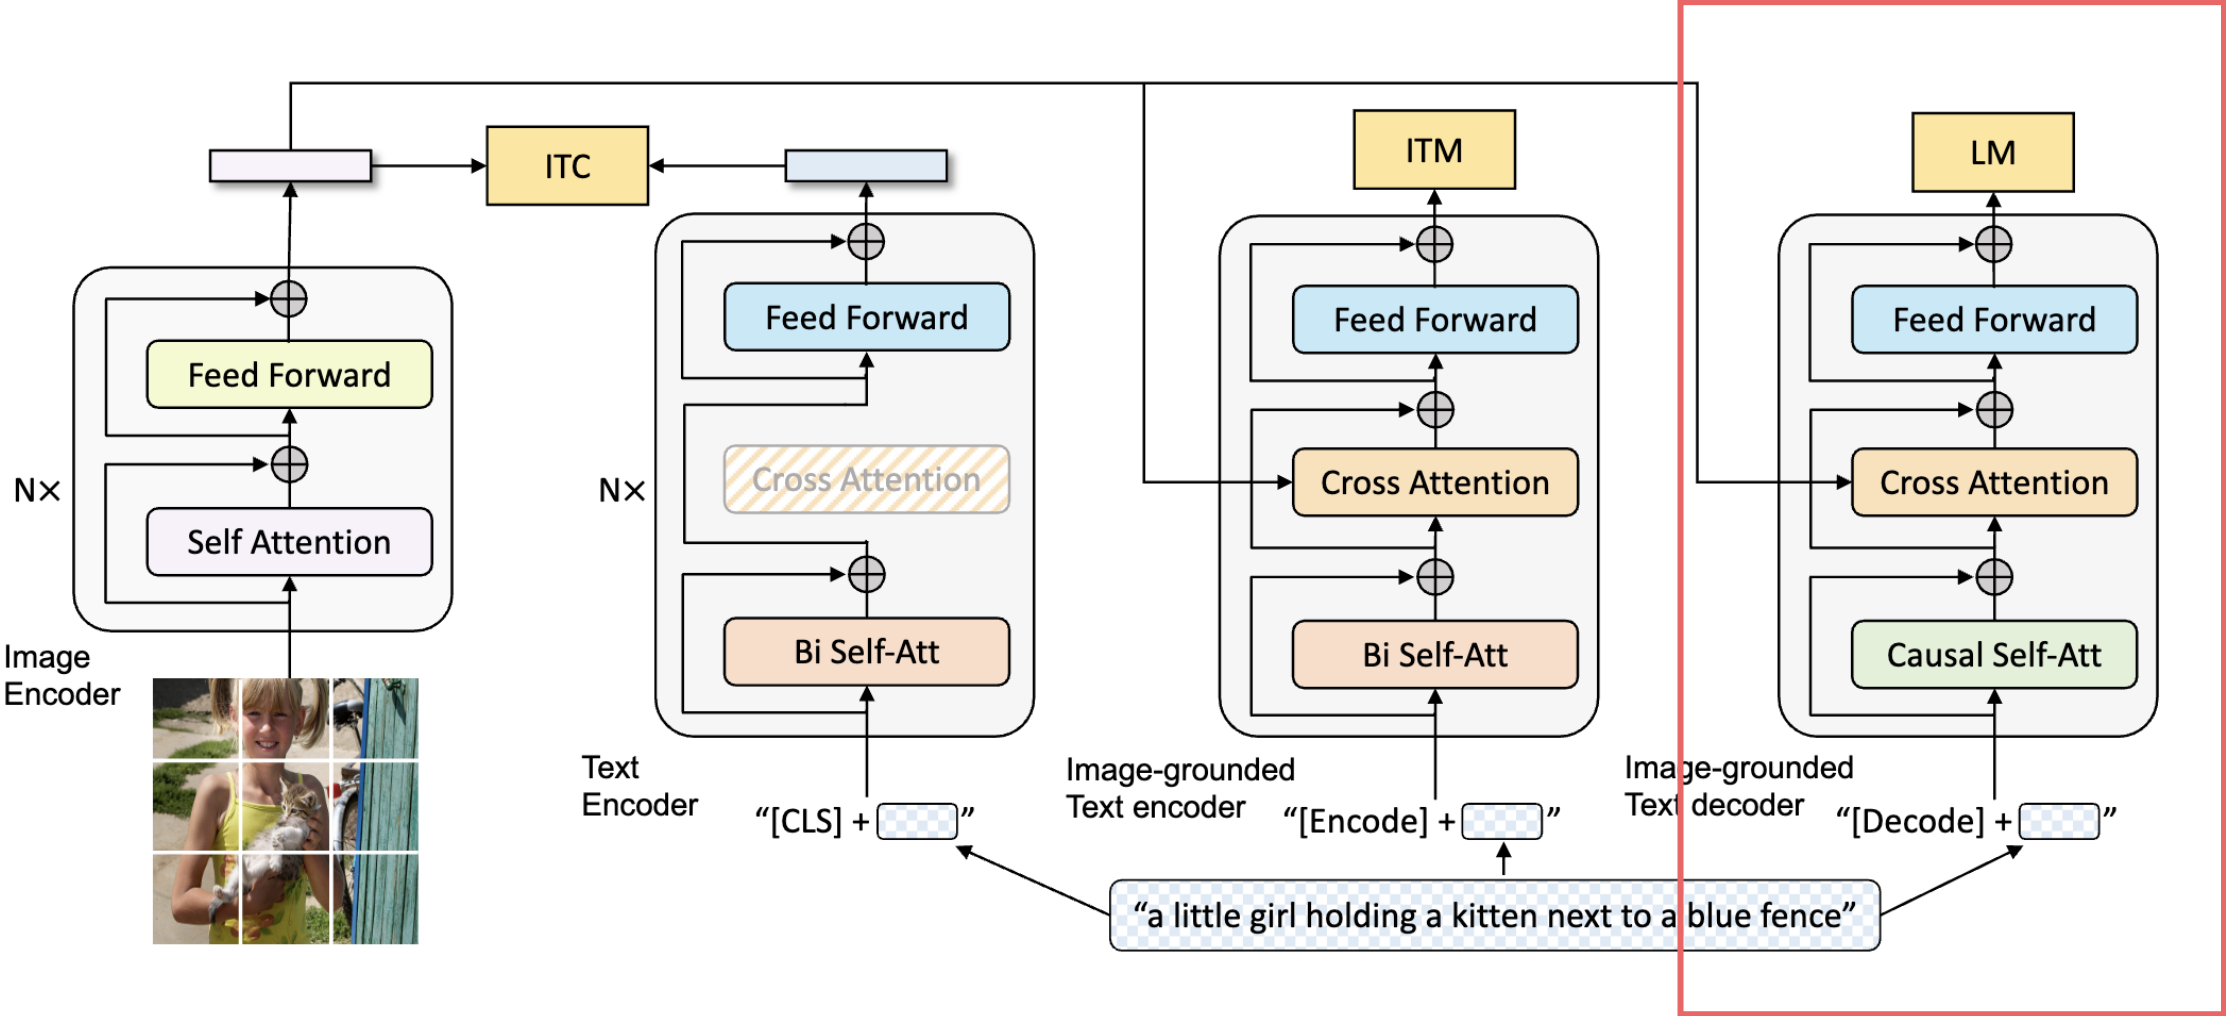 ITC
ITM
LM
Feed Forward
Feed Forward
Feed Forward
Feed Forward
Cross Attention
Cross Attention
Cross Attention
N×
N×
Self Attention
Bi Self-Att
Bi Self-Att
Causal Self-Att
Image
Encoder
Text
Encoder
Image-grounded
Text encoder
Image-grounded
Text decoder
“[CLS] + ”
“[Encode] + ”
“[Decode] + ”
“a little girl holding a kitten next to a blue fence”